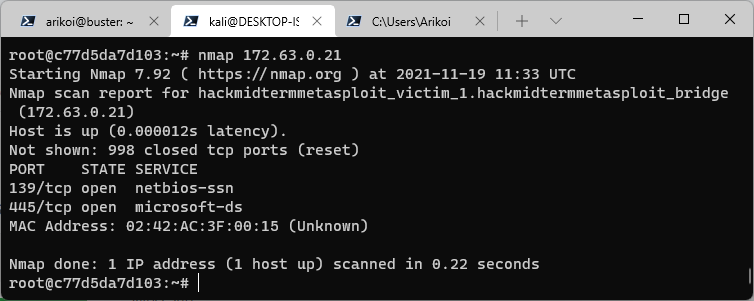 arikoi@buster: ~ kali@DESKTOP-IS C:\Users\Arikoi
root@c77d5da7d103:~# nmap 172.63.0.21
Starting Nmap 7.92 ( https://nmap.org ) at 2021-11-19 11:33 UTC
Nmap scan report for hackmidtermmetasploit_victim_1.hackmidtermmetasploit_bridge
(172.63.0.21)
Host is up (0.000012s latency).
Not shown: 998 closed tcp ports (reset)
PORT    STATE SERVICE
139/tcp open  netbios-ssn
445/tcp open  microsoft-ds
MAC Address: 02:42:AC:3F:00:15 (Unknown)
Nmap done: 1 IP address (1 host up) scanned in 0.22 seconds
root@c77d5da7d103:~#